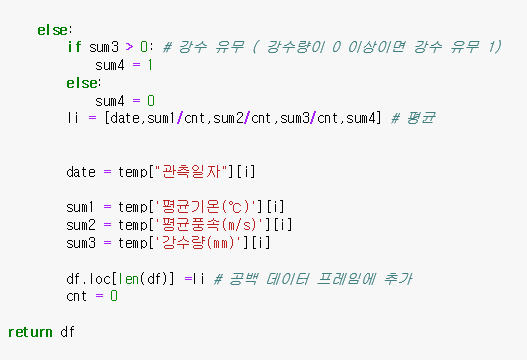 else:
if sum3 > 0: # 강수 유무 ( 강수량이 0 이상이면 강수 유무 1)
sum4 = 1
else:
sum4 = 0
li = [date,sum1/cnt,sum2/cnt,sum3/cnt,sum4] # 평균
date = temp["관측일자"][i]
sum1 = temp['평균기온(℃)'][i]
sum2 = temp['평균풍속(m/s)'][i]
sum3 = temp['강수량(mm)'][i]
df.loc[len(df)] =li # 공백 데이터 프레임에 추가
cnt = 0
return df